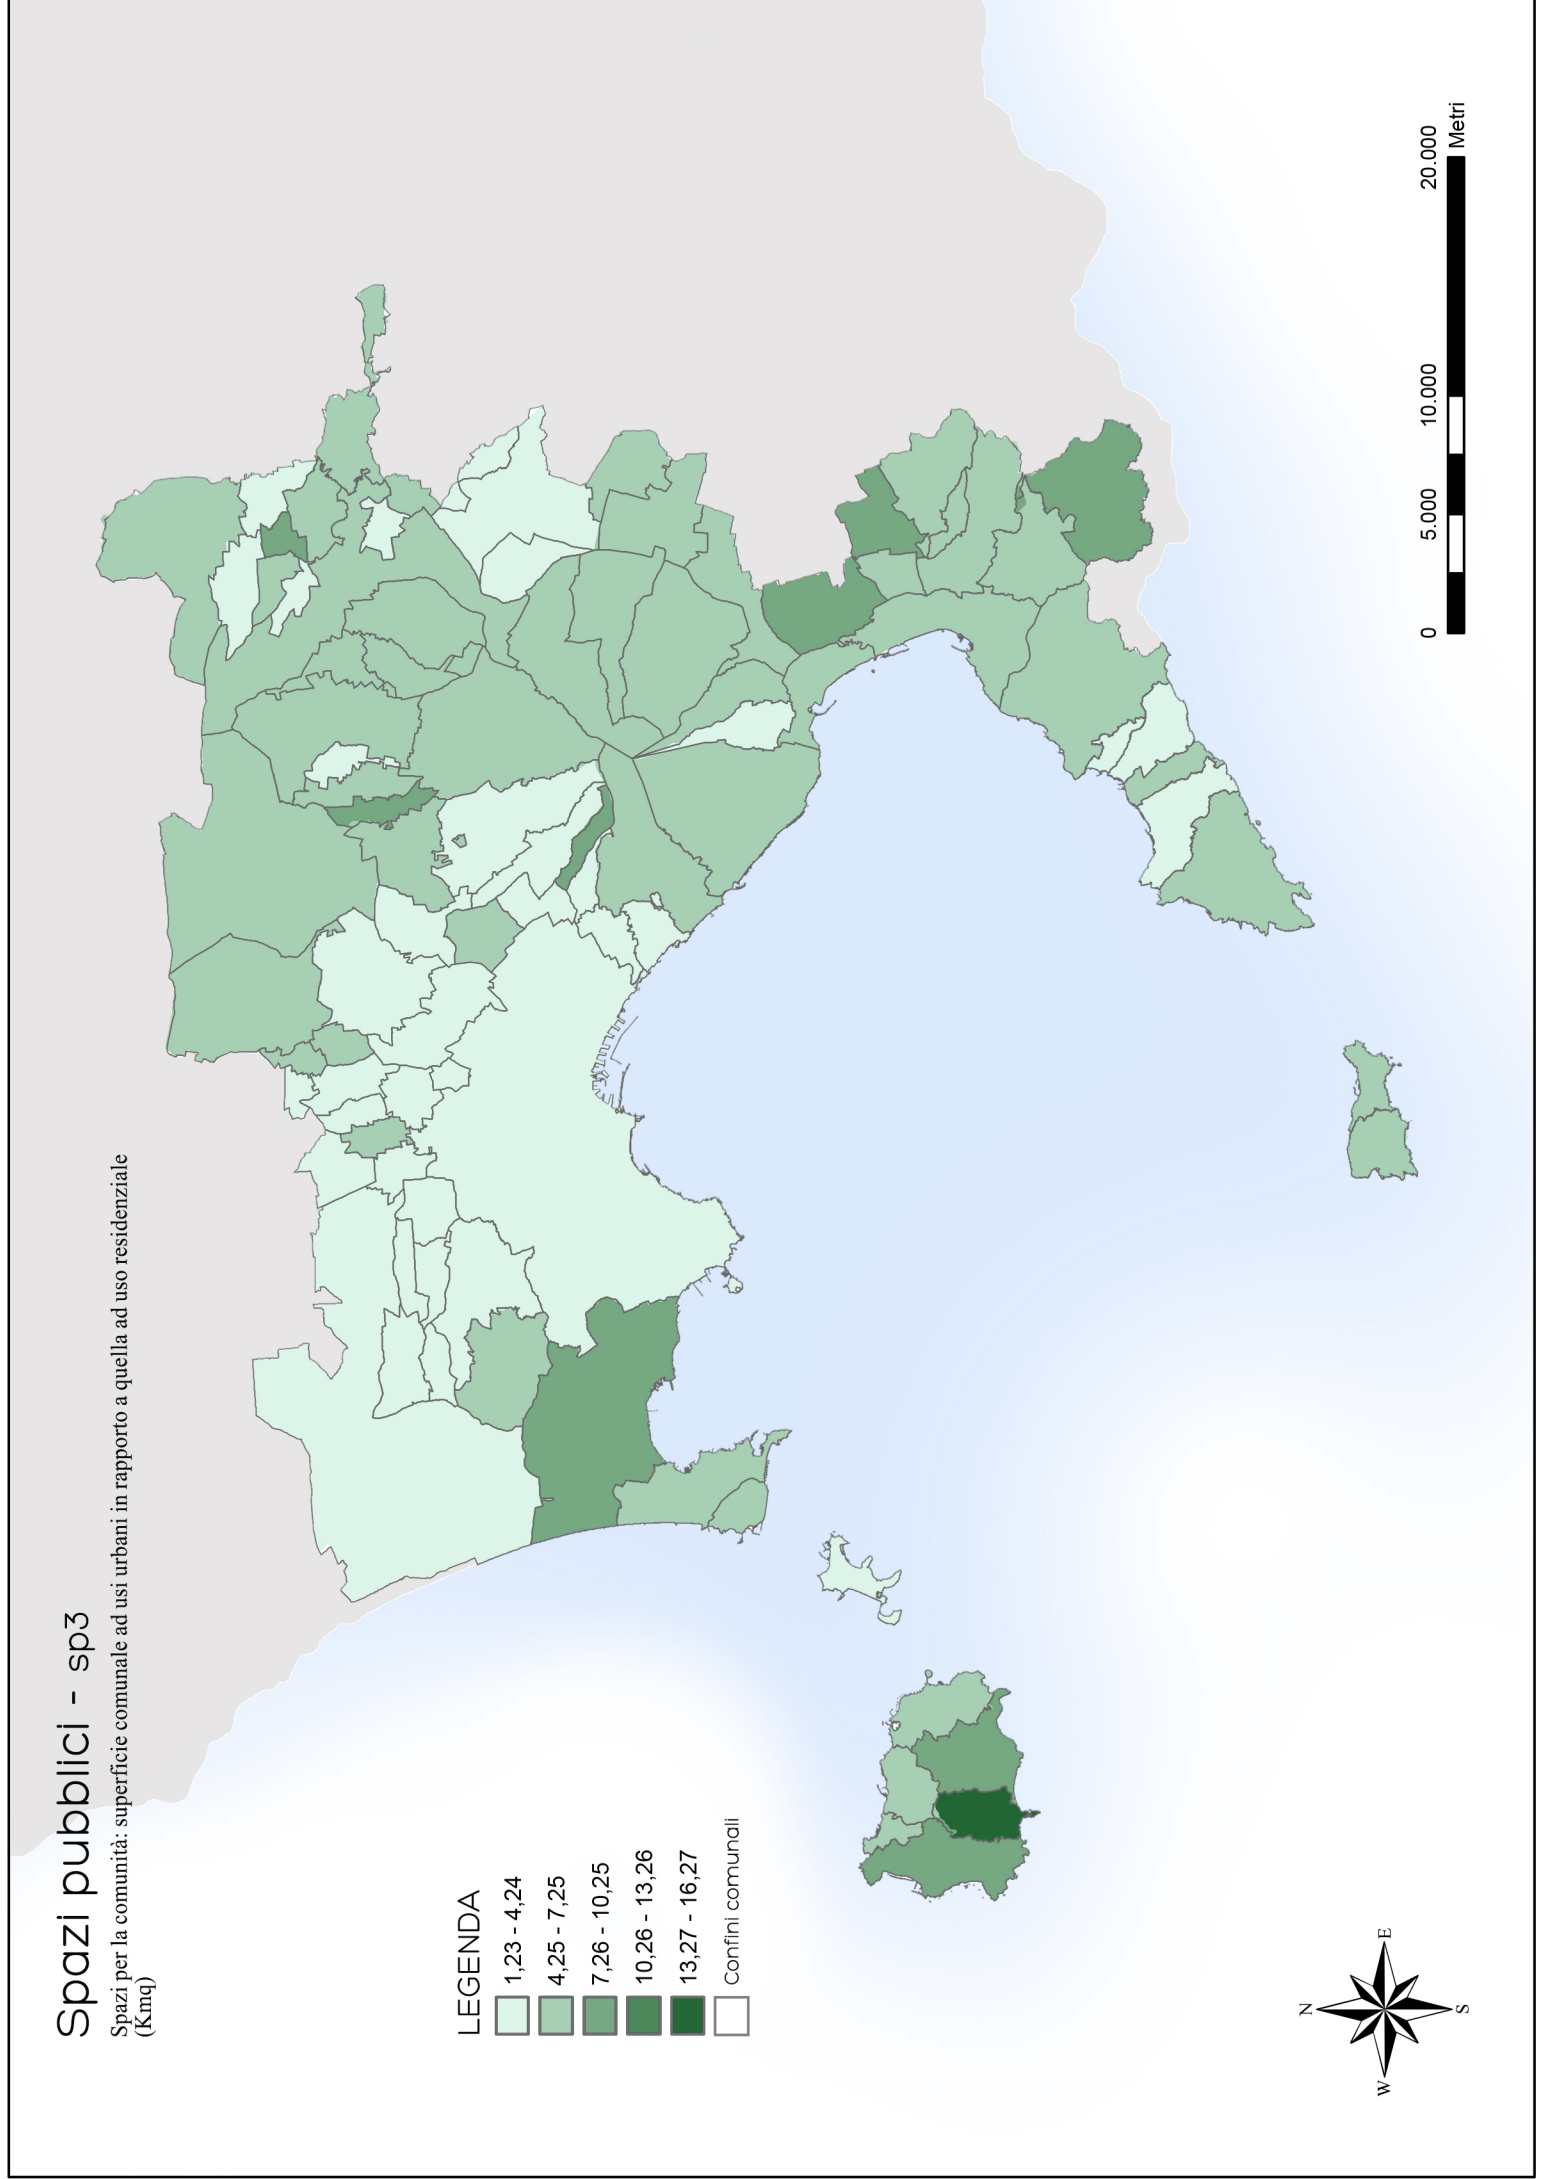 Spazi pubblici - sp3
Spazi per la comunità: superficie comunale ad usi urbani in rapporto a quella ad uso residenziale
(Kmq)
LEGENDA
1,23 - 4,24
4,25 - 7,25
7,26 - 10,25
10,26 - 13,26
13,27 - 16,27
Confini comunali
N
W
E
S
0
5.000
10.000
20.000
Metri